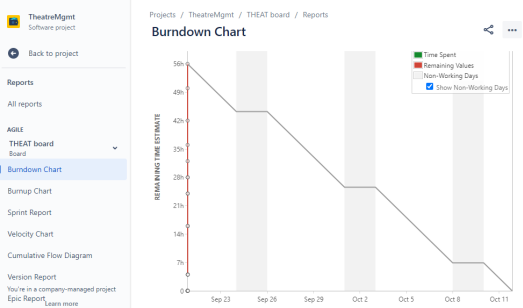 TheatreMgmt
Software project
Back to project
Reports
All reports
AGILE
THEAT board
Board
Burndown Chart
Burnup Chart
Sprint Report
Velocity Chart
Cumulative Flow Diagram
Version Report
You're in a company-managed project
Epic Report
Learn more
Projects / TheatreMgmt / THEAT board / Reports
Burndown Chart
Time Spent
Remaining Values
Non-Working Days
Show Non-Working Days
REMAINING TIME ESTIMATE
56h
49h
42h
35h
28h
21h
14h
7h
0
Sep 23 Sep 26 Sep 29 Oct 2 Oct 5 Oct 8 Oct 11